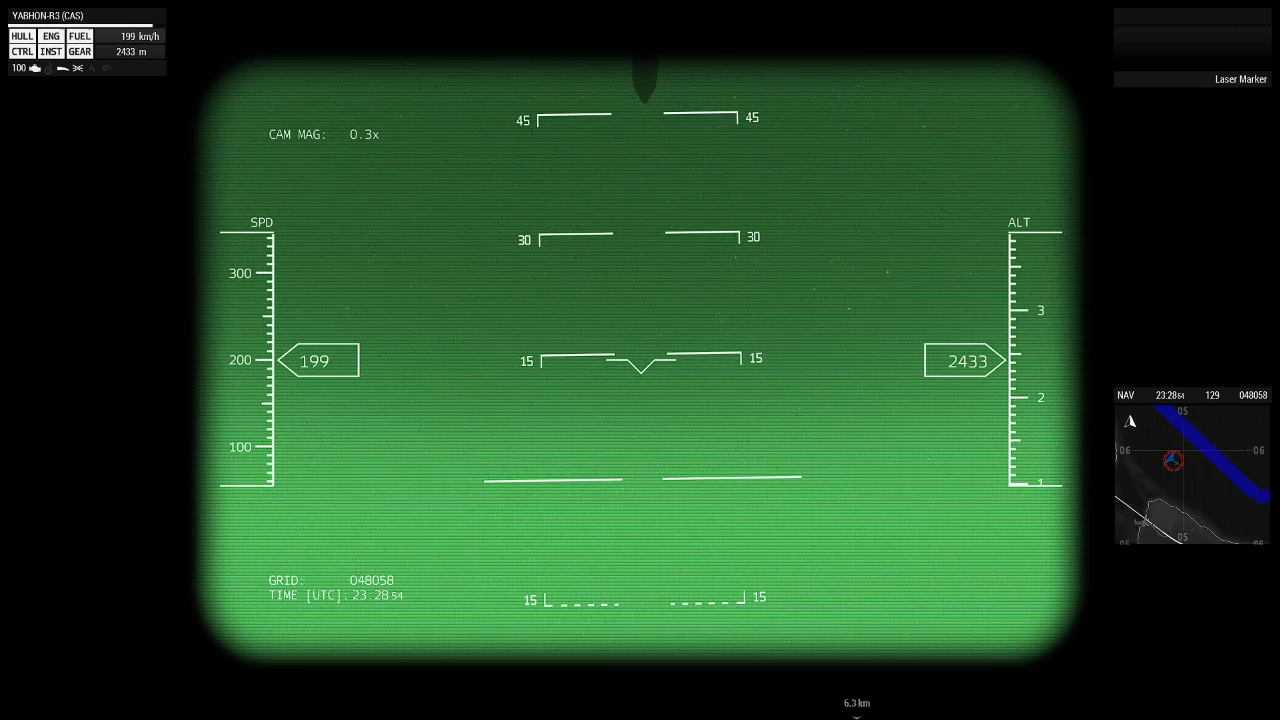 YABHON-R3 (CAS)
HULL ENG FUEL 199 km/h
CTRL INST GEAR 2433 m
100
Laser Marker
CAM MAG: 0.3x
45 45
SPD
ALT
30 30
300
3
200
199
15 15
2433
2
100
1
GRID: 048058
TIME [UTC]: 23:28 54
15 15
NAV 23:28 54 129 048058
05
06 06
05
05 06
6.3 km